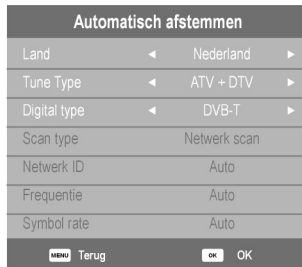 Automatisch afstemmen
Land ◄ Nederland ►
Tune Type ◄ ATV + DTV ►
Digital type ◄ DVB-T ►
Scan type Netwerk scan
Netwerk ID Auto
Frequentie Auto
Symbol rate Auto
MENU Terug OK OK